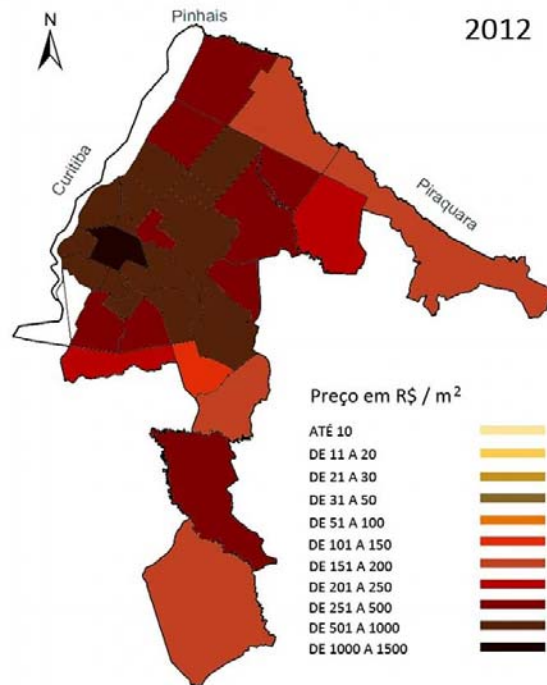 Pinhais
2012
N
Curitiba
Piraquara
Preço em R$ / m²
ATÉ 10
DE 11 A 20
DE 21 A 30
DE 31 A 50
DE 51 A 100
DE 101 A 150
DE 151 A 200
DE 201 A 250
DE 251 A 500
DE 501 A 1000
DE 1000 A 1500